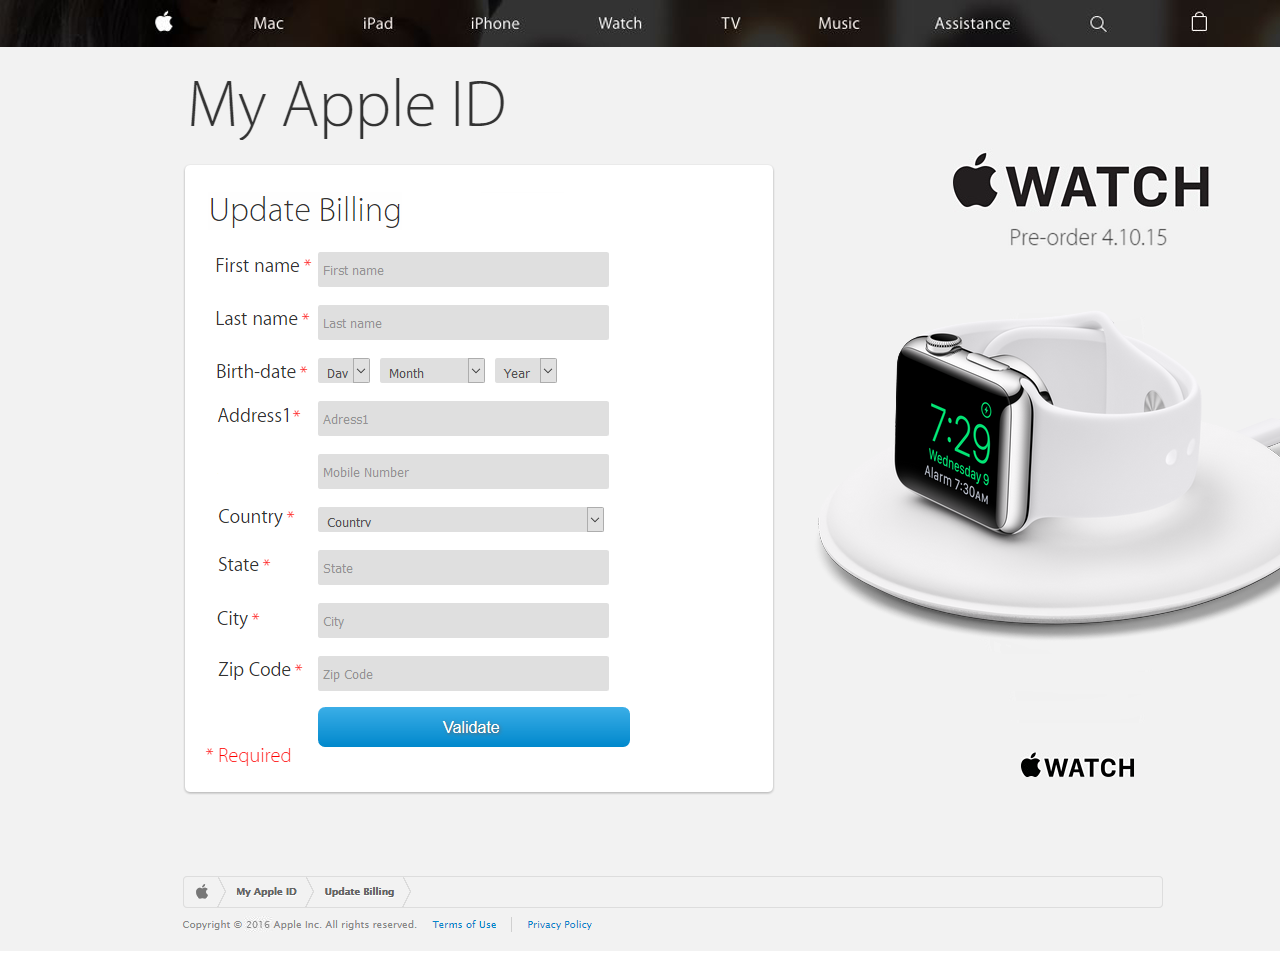 Mac iPad iPhone Watch TV Music Assistance
My Apple ID
WATCH
Pre-order 4.10.15
Update Billing
First name * First name
Last name * Last name
Birth-date * Day Month Year
Address1* Adress1
Mobile Number
Country * Country
State * State
City * City
Zip Code * Zip Code
Validate
* Required
7:29
Wednesday 9
Alarm 7:30AM
WATCH
My Apple ID Update Billing
Copyright © 2016 Apple Inc. All rights reserved. Terms of Use Privacy Policy